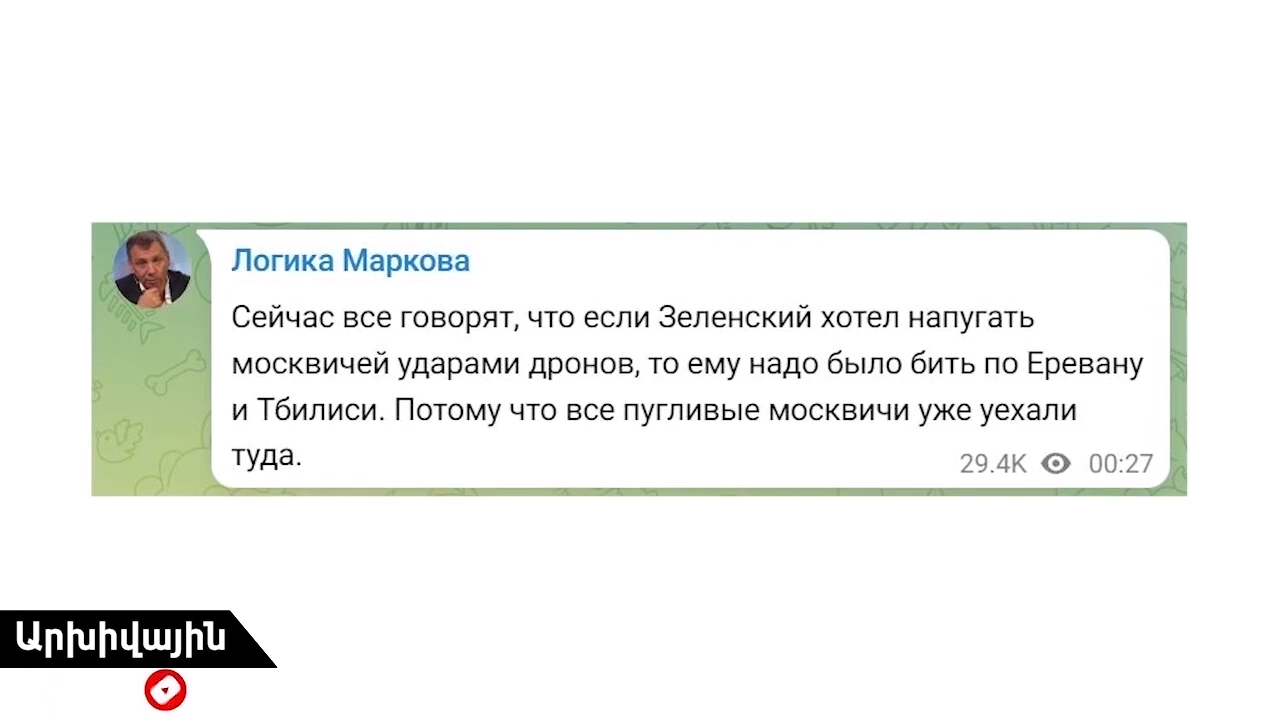 Логика Маркова
Сейчас все говорят, что если Зеленский хотел напугать
москвичей ударами дронов, то ему надо было бить по Еревану
и Тбилиси. Потому что все пугливые москвичи уже уехали
туда.
29.4K 00:27
Արխիվային